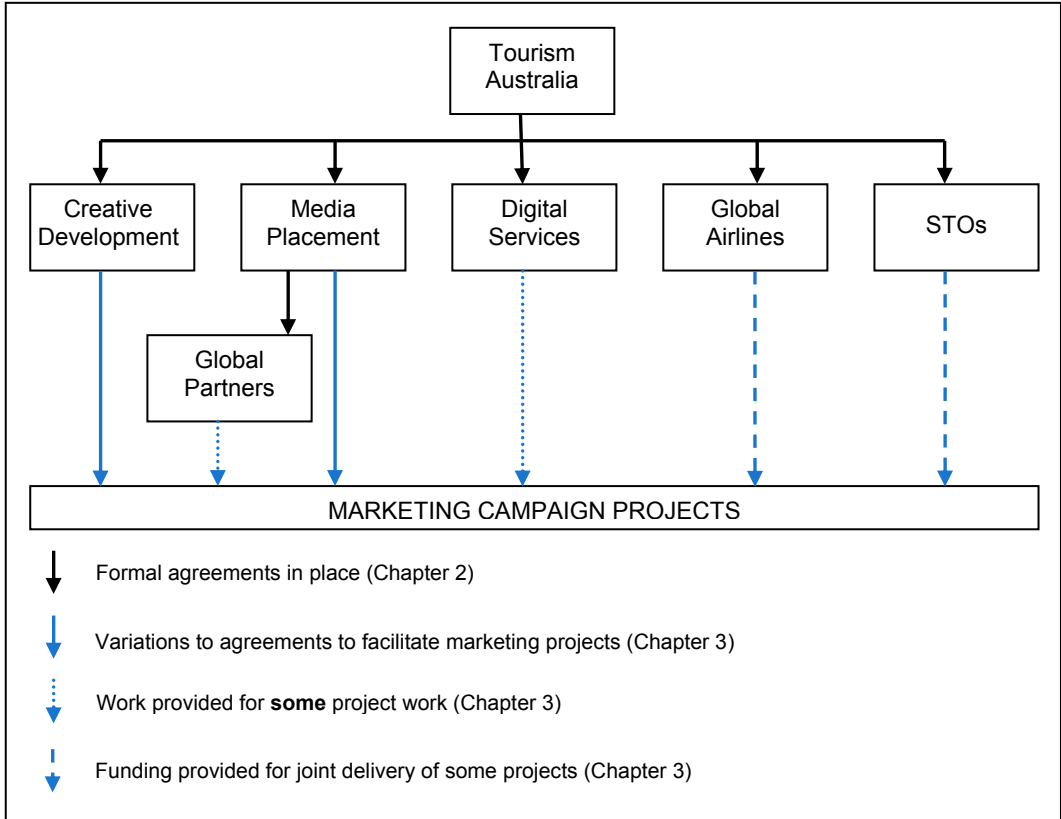 Tourism
Australia
Creative
Development
Media
Placement
Digital
Services
Global
Airlines
STOs
Global
Partners
MARKETING CAMPAIGN PROJECTS
Formal agreements in place (Chapter 2)
Variations to agreements to facilitate marketing projects (Chapter 3)
Work provided for some project work (Chapter 3)
Funding provided for joint delivery of some projects (Chapter 3)